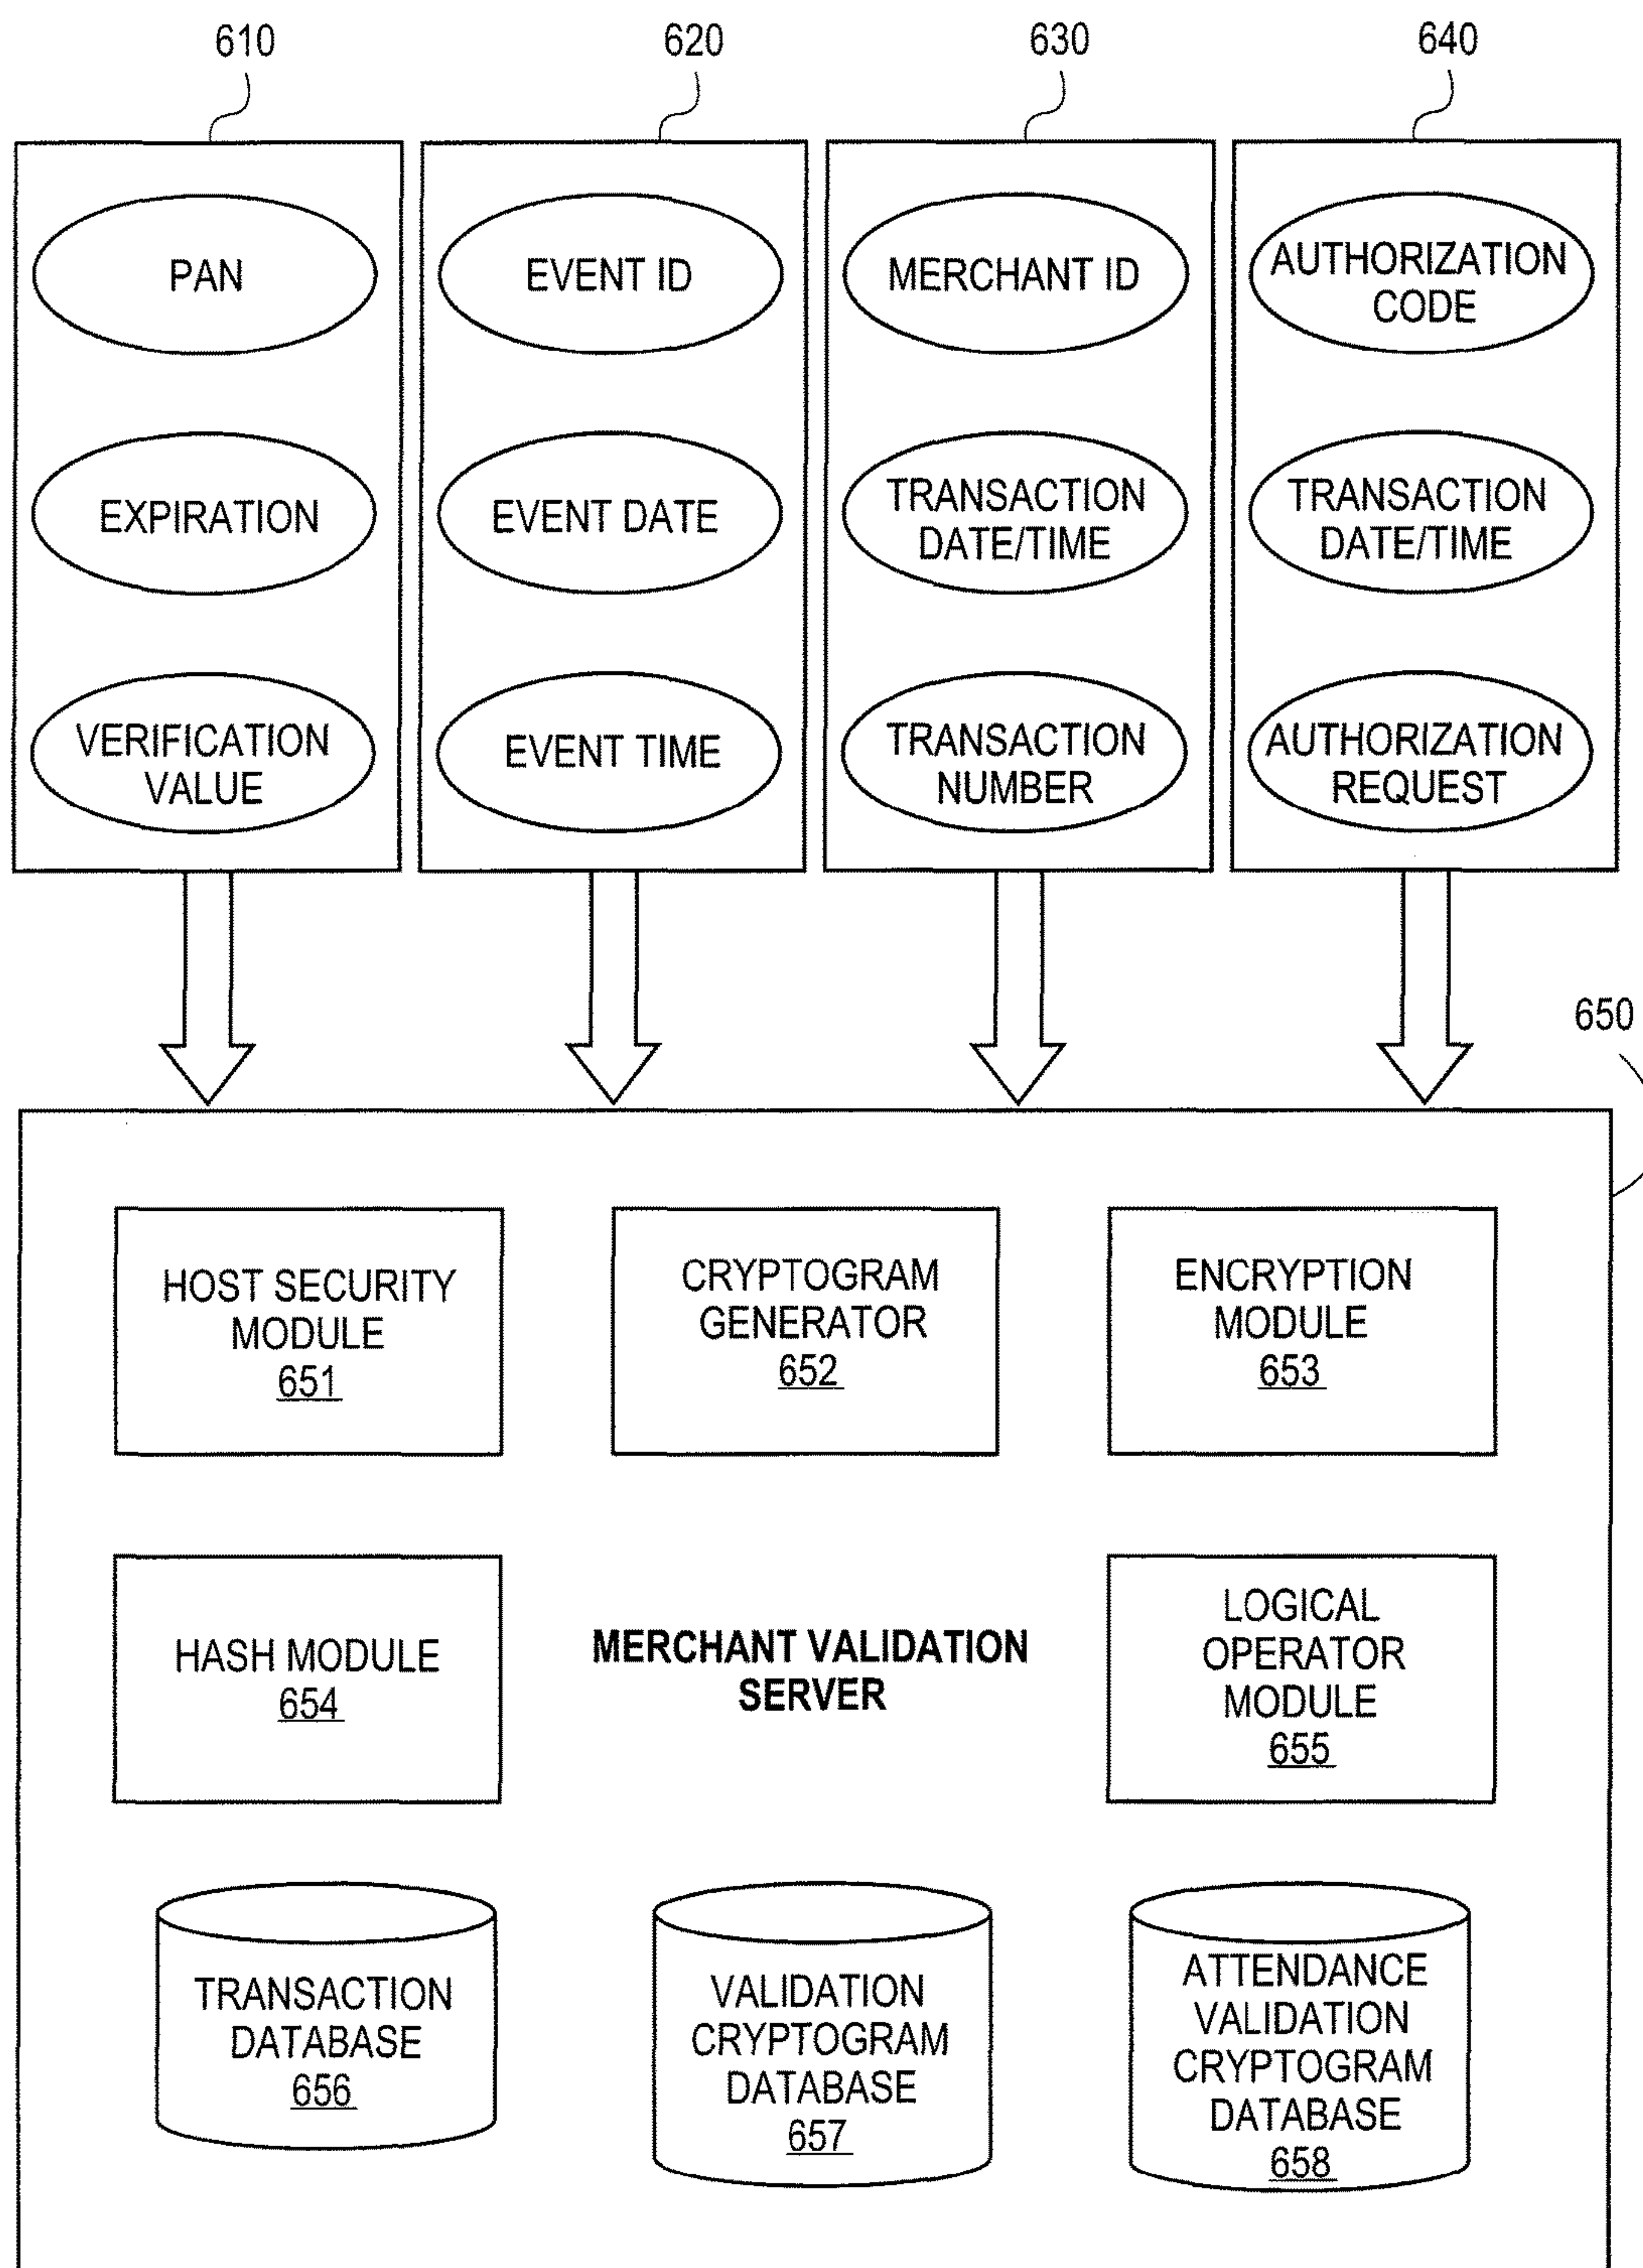 610
620
630
640
PAN
EXPIRATION
VERIFICATION
VALUE
EVENT ID
EVENT DATE
EVENT TIME
MERCHANT ID
TRANSACTION
DATE/TIME
TRANSACTION
NUMBER
AUTHORIZATION
CODE
TRANSACTION
DATE/TIME
AUTHORIZATION
REQUEST
650
HOST SECURITY
MODULE
651
CRYPTOGRAM
GENERATOR
652
ENCRYPTION
MODULE
653
HASH MODULE
654
MERCHANT VALIDATION
SERVER
LOGICAL
OPERATOR
MODULE
655
TRANSACTION
DATABASE
656
VALIDATION
CRYPTOGRAM
DATABASE
657
ATTENDANCE
VALIDATION
CRYPTOGRAM
DATABASE
658